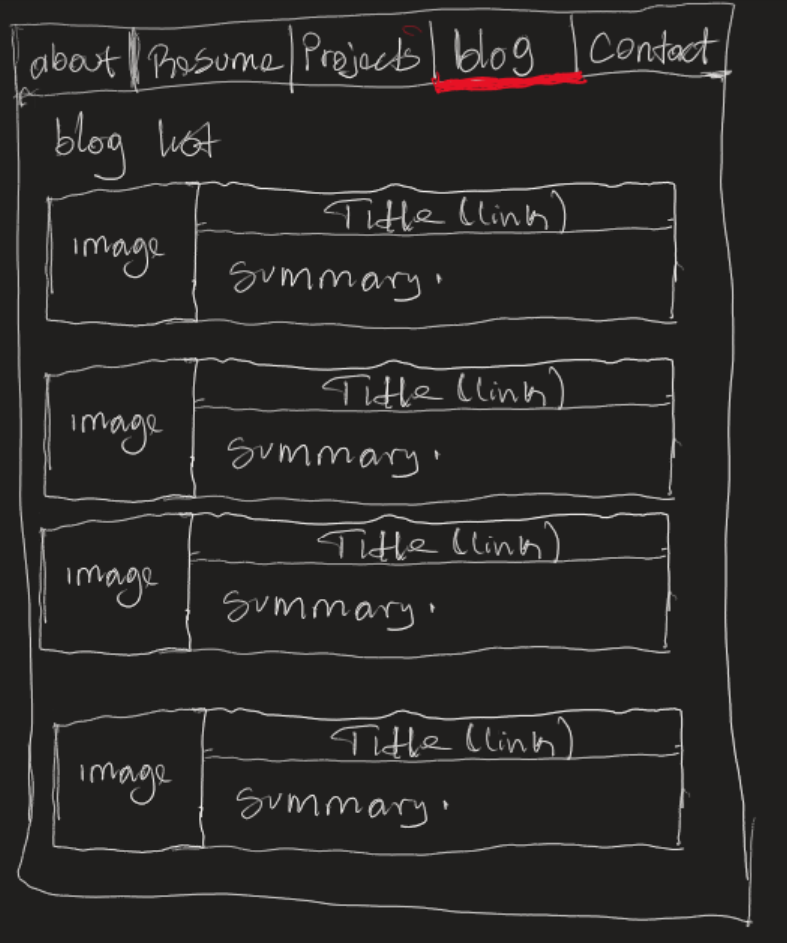 about Resume Projects blog Contact
blog list
image
Title (link)
summary.
image
Title (link)
summary.
image
Title (link)
summary.
image
Title (link)
summary.